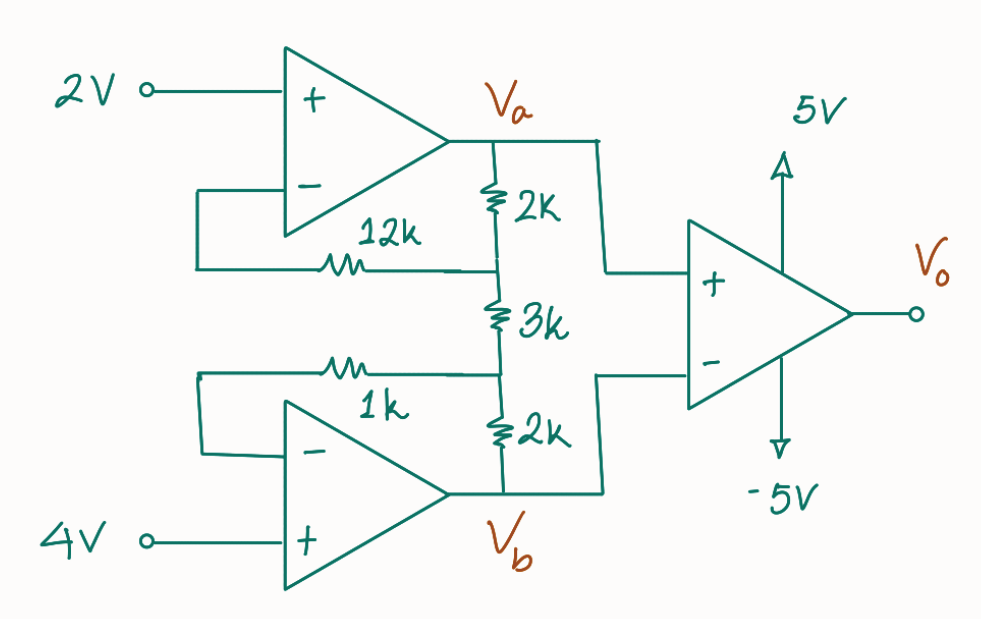 2V
+
−
Va
2k
12k
3k
1k
2k
−
+
4V
Vb
5V
+
-
Vo
-5V